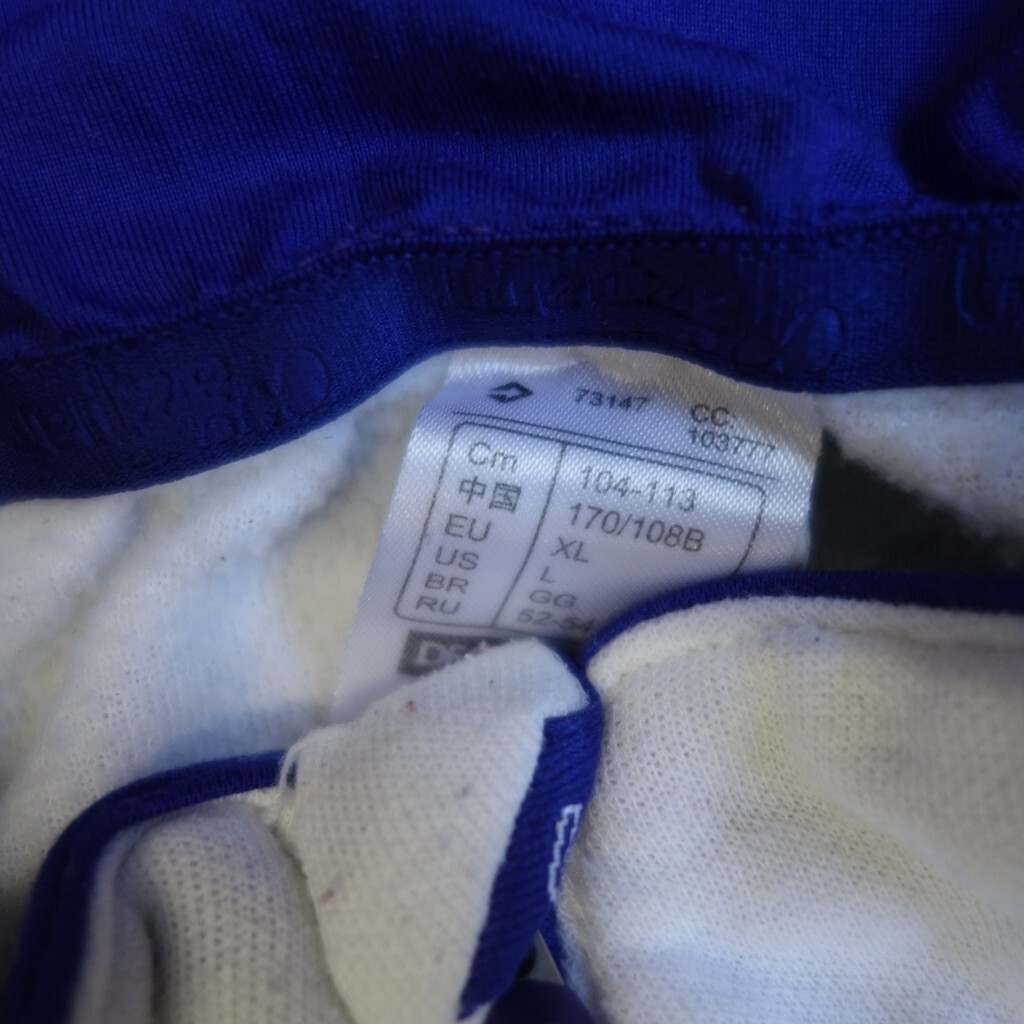 73147 CC:
103777
Cm 104-113
中国 170/108B
EU XL
US L
BR GG
RU 52-54